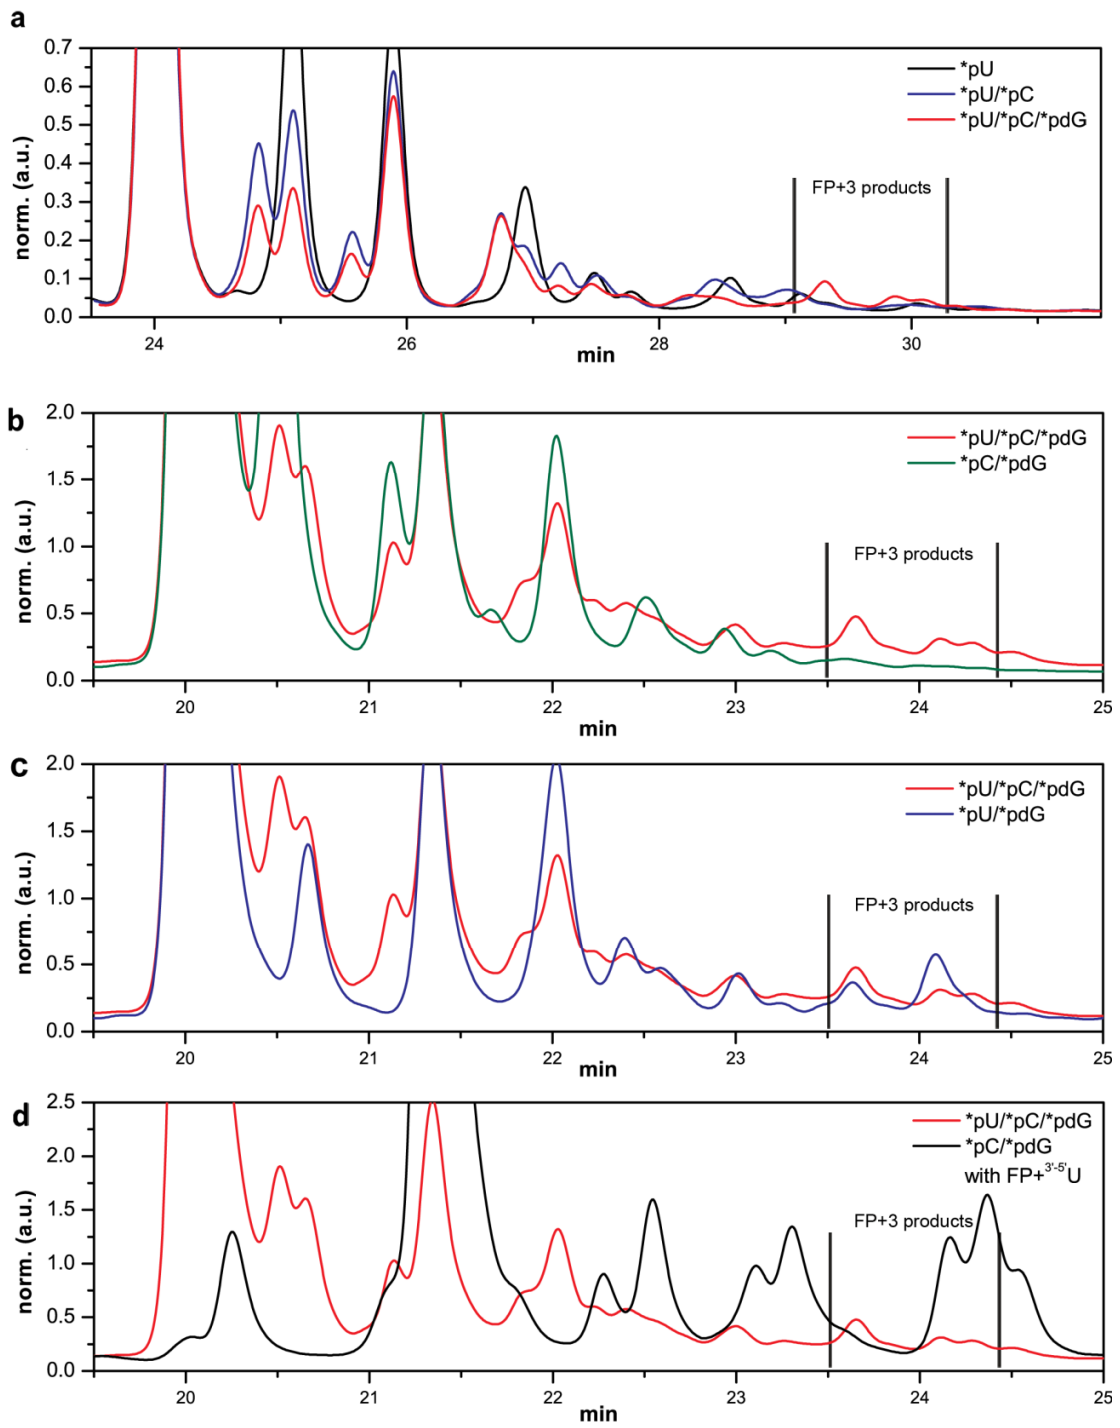 a
0.7
0.6
0.5
0.4
0.3
0.2
0.1
0.0
norm. (a.u.)
*pU
*pU/*pC
*pU/*pC/*pdG
FP+3 products
24
26
28
30
min
b
2.0
1.5
1.0
0.5
0.0
norm. (a.u.)
*pU/*pC/*pdG
*pC/*pdG
FP+3 products
20
21
22
23
24
25
min
c
2.0
1.5
1.0
0.5
0.0
norm. (a.u.)
*pU/*pC/*pdG
*pU/*pdG
FP+3 products
20
21
22
23
24
25
min
d
2.5
2.0
1.5
1.0
0.5
0.0
norm. (a.u.)
*pU/*pC/*pdG
*pC/*pdG
with FP+3'-5'U
FP+3 products
20
21
22
23
24
25
min